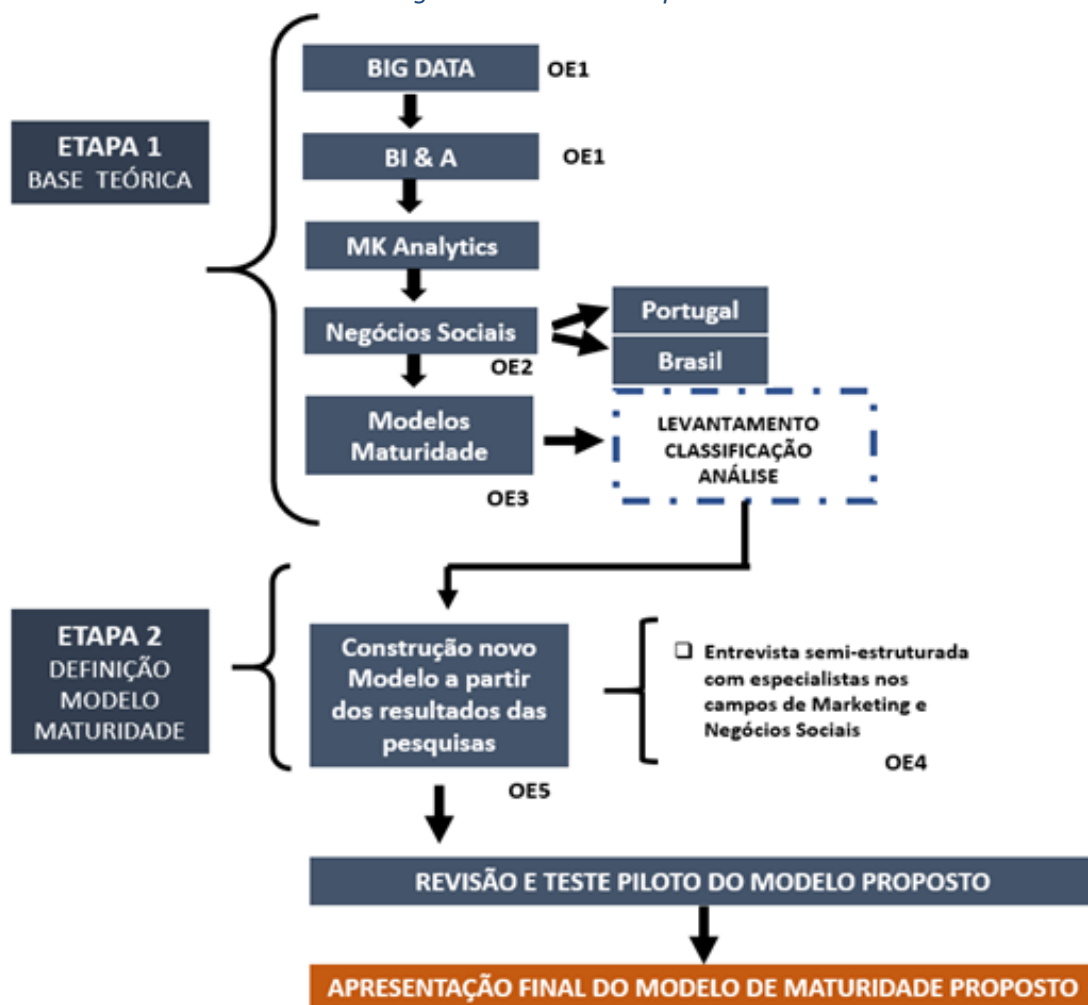 BIG DATA
OE1
ETAPA 1
BASE TEÓRICA
BI & A
OE1
MK Analytics
Negócios Sociais
OE2
Portugal
Brasil
Modelos
Maturidade
OE3
LEVANTAMENTO
CLASSIFICAÇÃO
ANÁLISE
ETAPA 2
DEFINIÇÃO
MODELO
MATURIDADE
Construção novo
Modelo a partir
dos resultados das
pesquisas
OE5
Entrevista semi-estruturada
com especialistas nos
campos de Marketing e
Negócios Sociais
OE4
REVISÃO E TESTE PILOTO DO MODELO PROPOSTO
APRESENTAÇÃO FINAL DO MODELO DE MATURIDADE PROPOSTO